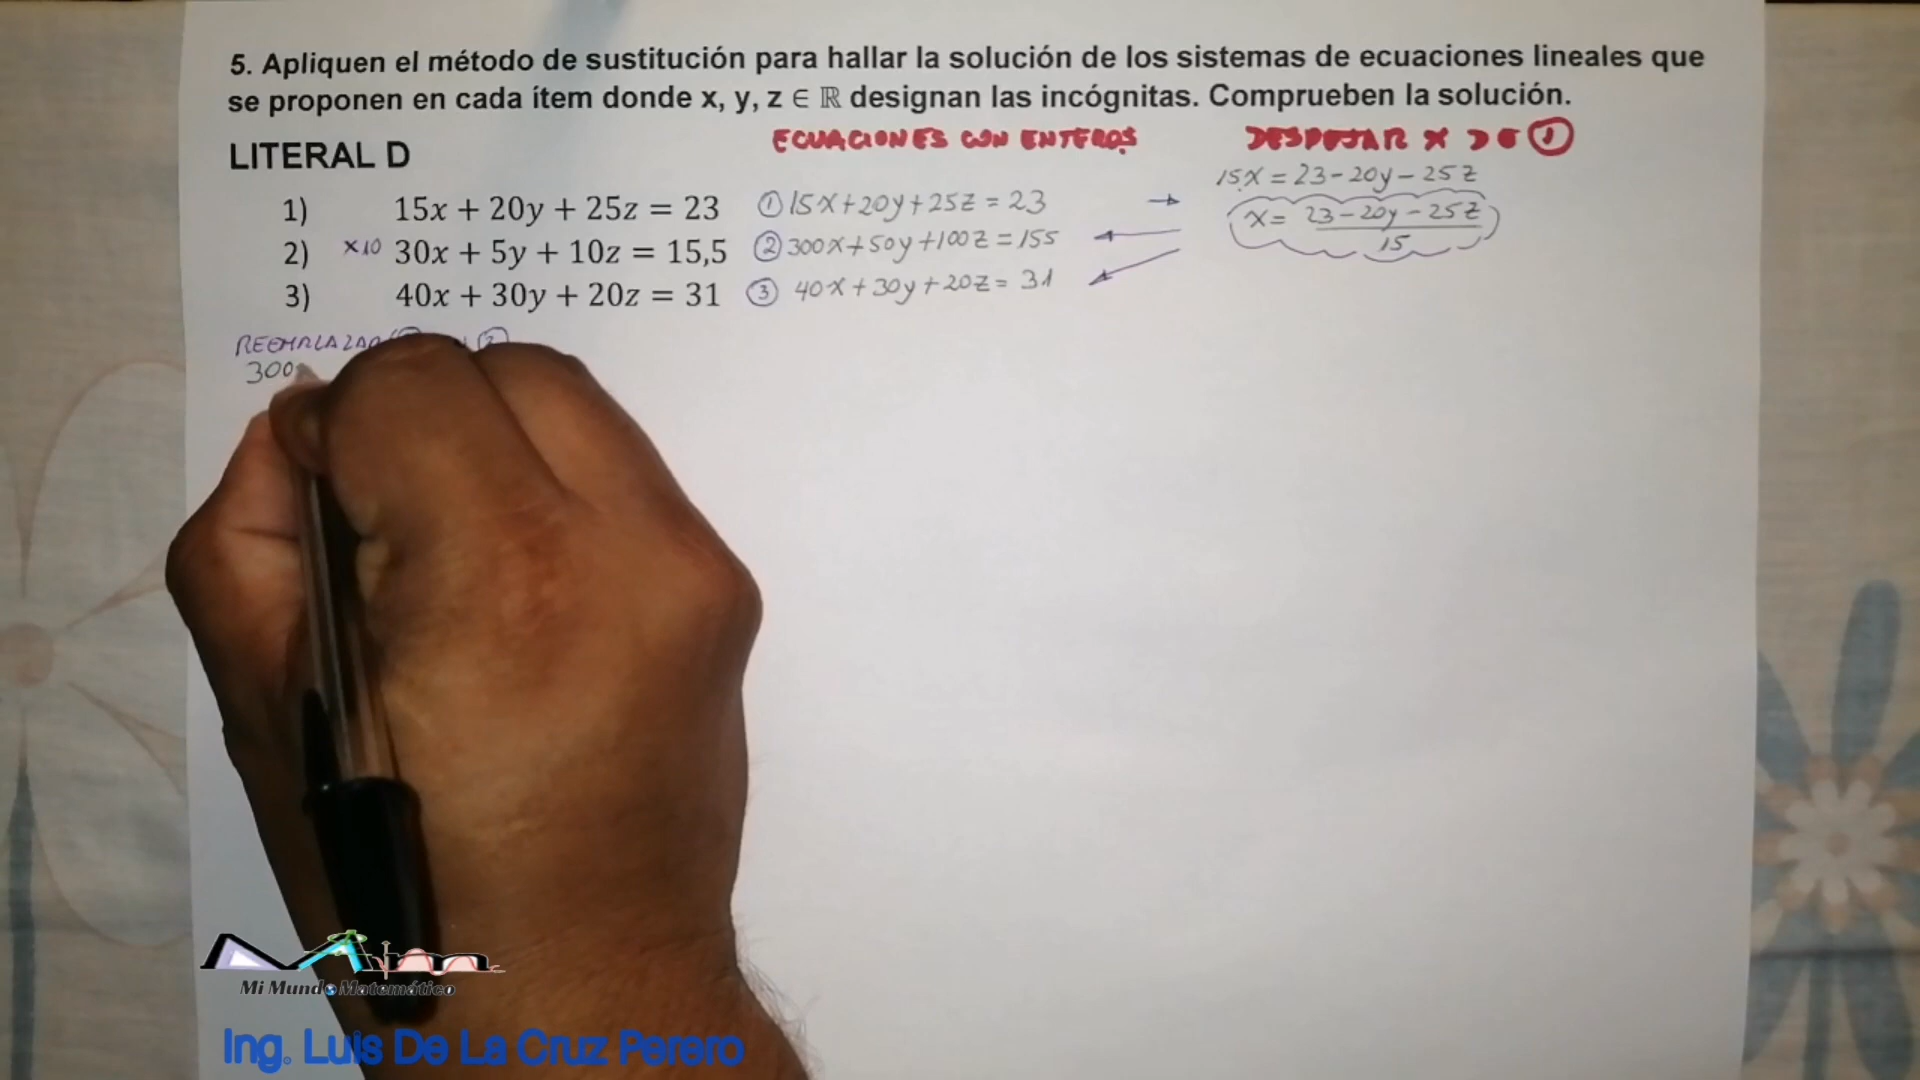 5. Apliquen el método de sustitución para hallar la solución de los sistemas de ecuaciones lineales que
se proponen en cada ítem donde x, y, z ∈ ℝ designan las incógnitas. Comprueben la solución.
LITERAL D
1) 15x + 20y + 25z = 23
2) ×10 30x + 5y + 10z = 15,5
3) 40x + 30y + 20z = 31
ECUACIONES CON ENTEROS
① 15x+20y+25z = 23
② 300x+50y+100z = 155
③ 40x+30y+20z = 31
DESPEJAR X DE ①
15x = 23-20y-25z
x = 23-20y-25z
15
300
Mi Mundo Matemático
Ing. Luis De La Cruz Perero